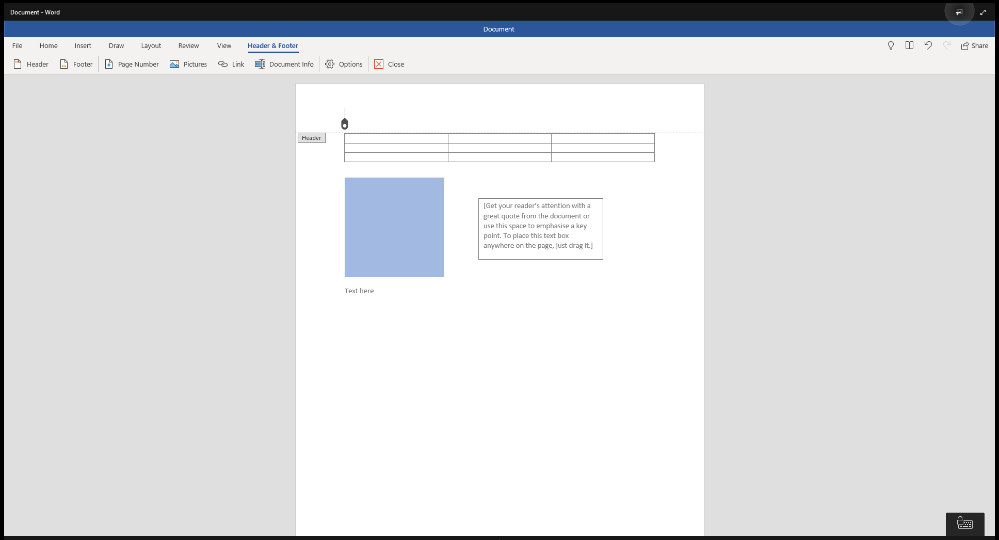 Document - Word
Document
File Home Insert Draw Layout Review View Header & Footer Share
Header Footer # Page Number Pictures Link Document Info Options Close
Header
[Get your reader’s attention with a
great quote from the document or
use this space to emphasise a key
point. To place this text box
anywhere on the page, just drag it.]
Text here